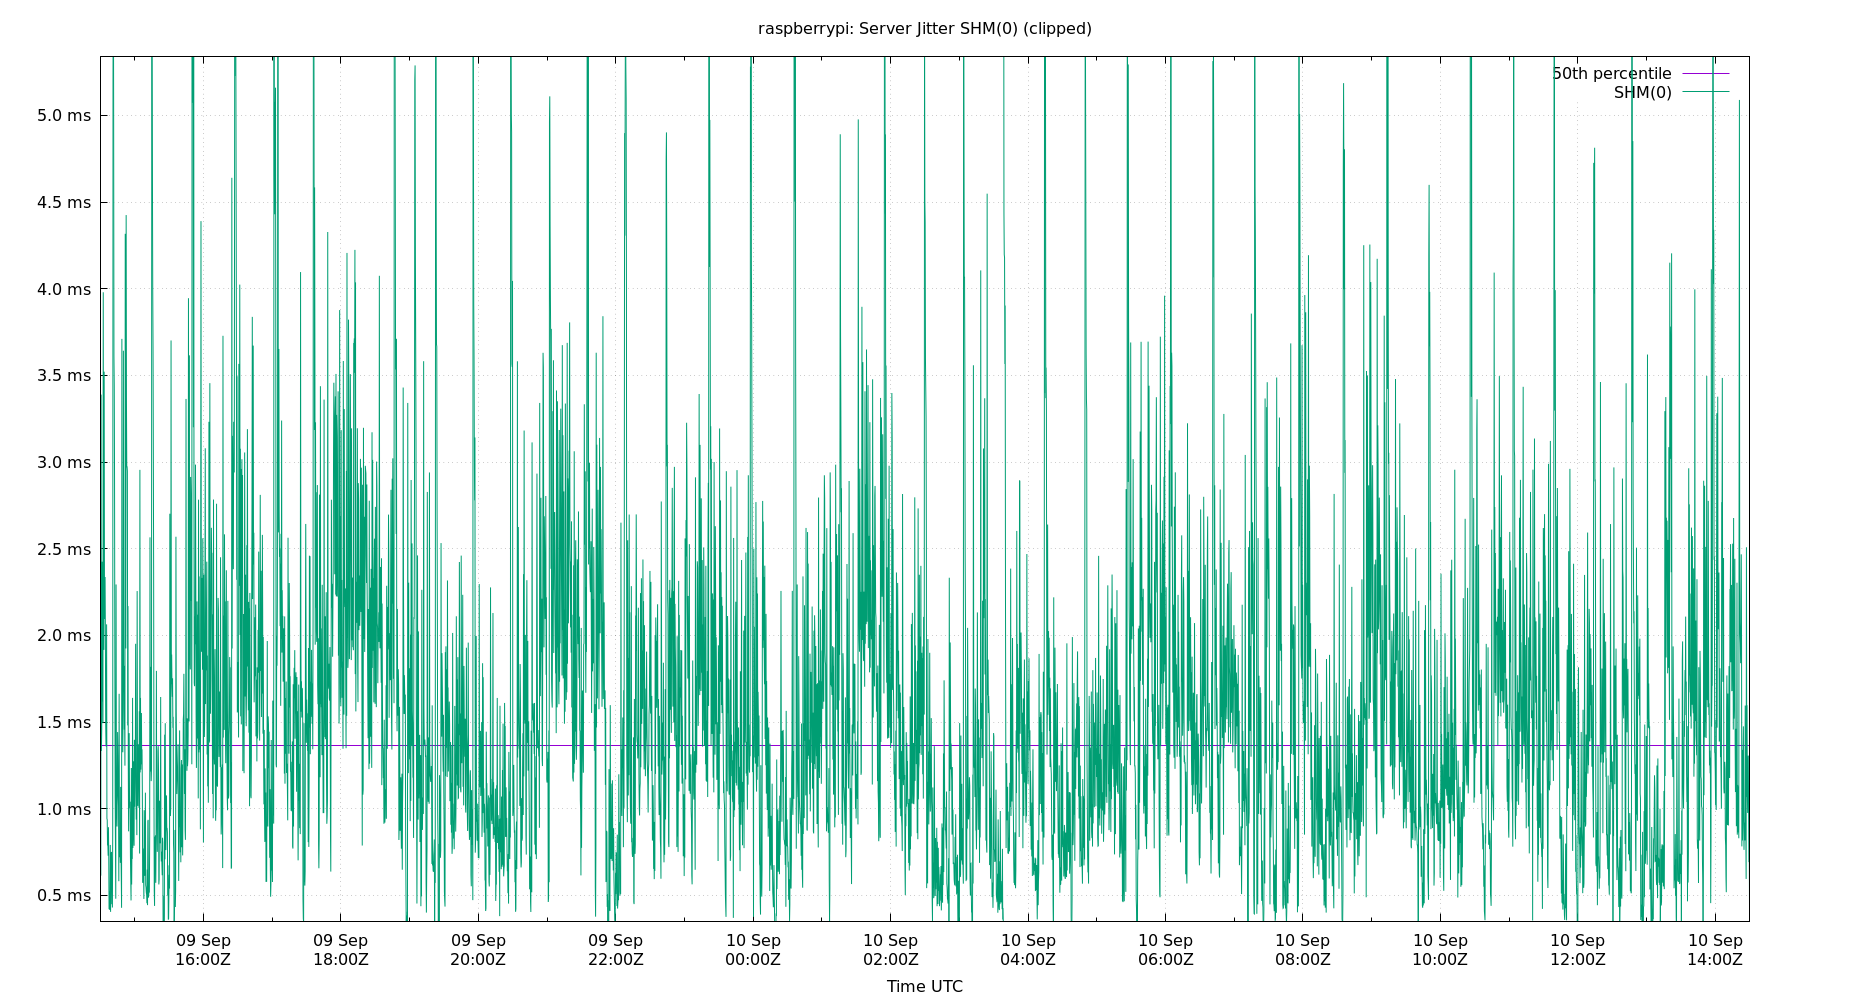 raspberrypi: Server Jitter SHM(0) (clipped)
50th percentile
SHM(0)
5.0 ms
4.5 ms
4.0 ms
3.5 ms
3.0 ms
2.5 ms
2.0 ms
1.5 ms
1.0 ms
0.5 ms
09 Sep 09 Sep 09 Sep 09 Sep 10 Sep 10 Sep 10 Sep 10 Sep 10 Sep 10 Sep 10 Sep 10 Sep
16:00Z 18:00Z 20:00Z 22:00Z 00:00Z 02:00Z 04:00Z 06:00Z 08:00Z 10:00Z 12:00Z 14:00Z
Time UTC